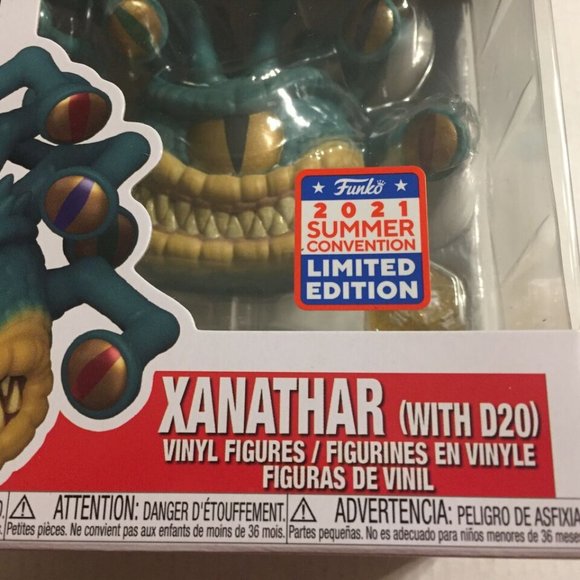 Funko
2021
SUMMER
CONVENTION
LIMITED
EDITION
XANATHAR (WITH D20)
VINYL FIGURES / FIGURINES EN VINYLE
FIGURAS DE VINIL
ATTENTION: DANGER D'ÉTOUFFEMENT.
Petites pièces. Ne convient pas aux enfants de moins de 36 mois.
ADVERTENCIA: PELIGRO DE ASFIXIA
Partes pequeñas. No es adecuado para niños menores de 36 meses